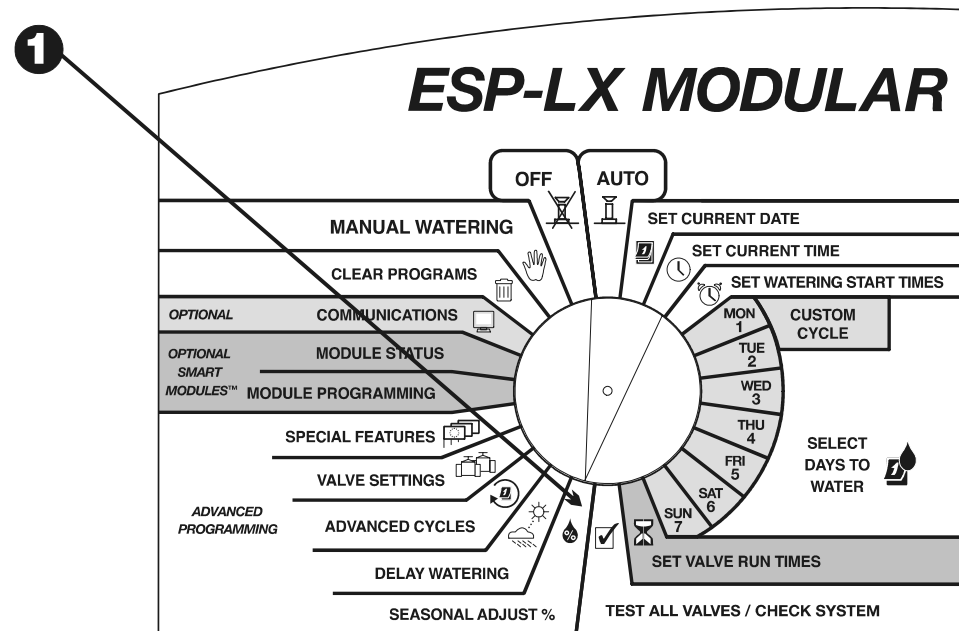 1
ESP-LX MODULAR
OFF
AUTO
MANUAL WATERING
SET CURRENT DATE
SET CURRENT TIME
CLEAR PROGRAMS
SET WATERING START TIMES
OPTIONAL
COMMUNICATIONS
MON
1
CUSTOM
CYCLE
OPTIONAL
SMART
MODULES™
MODULE STATUS
MODULE PROGRAMMING
TUE
2
WED
3
THU
4
FRI
5
SAT
6
SUN
7
SELECT
DAYS TO
WATER
1
SPECIAL FEATURES
VALVE SETTINGS
ADVANCED
PROGRAMMING
ADVANCED CYCLES
DELAY WATERING
SEASONAL ADJUST %
%
SET VALVE RUN TIMES
TEST ALL VALVES / CHECK SYSTEM